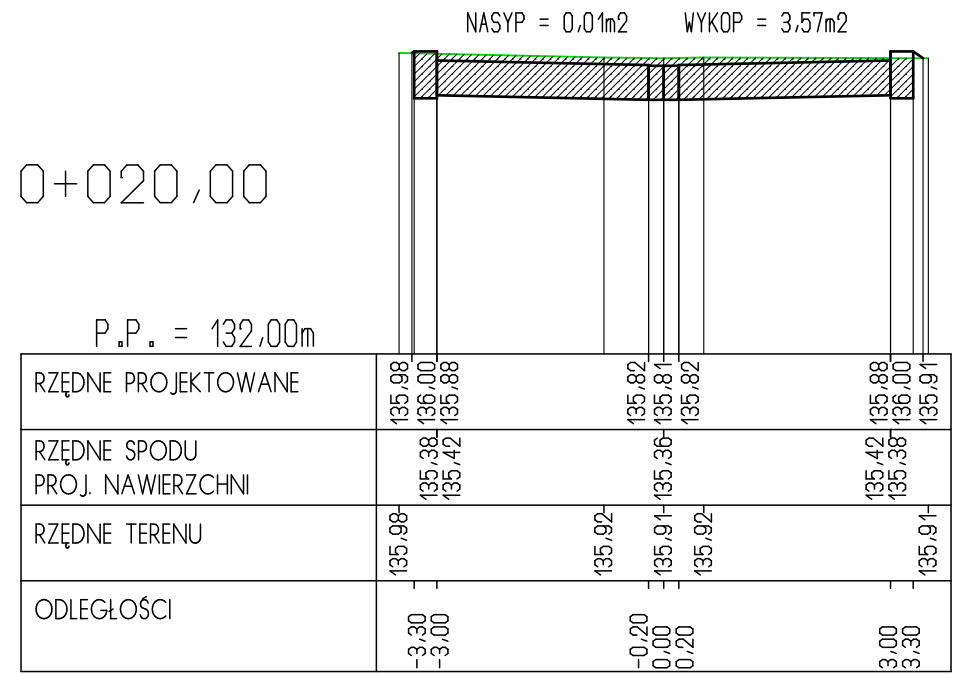 NASYP = 0,01m2 WYKOP = 3,57m2
0+020,00
P.P. = 132,00m
RZĘDNE PROJEKTOWANE 135,98 136,00 135,88 135,82 135,81 135,82 135,88 136,00 135,91
RZĘDNE SPODU
PROJ. NAWIERZCHNI 135,38 135,42 135,36 135,42 135,38
RZĘDNE TERENU 135,98 135,92 135,91 135,92 135,91
ODLEGŁOŚCI -3,30 -3,00 -0,20 0,00 0,20 3,00 3,30